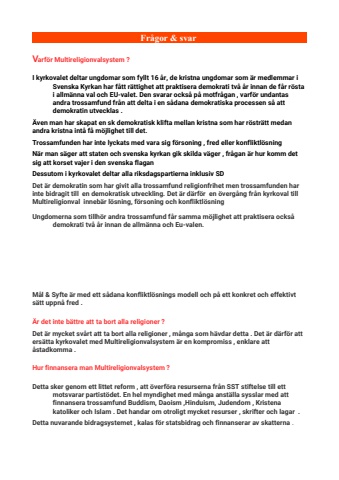 Frågor & svar
Varför Multireligionvalsystem ?
I kyrkovalet deltar ungdomar som fyllt 16 år, de kristna ungdomar som är medlemmar i
Svenska Kyrkan har fått rättighet att praktisera demokrati två år innan de får rösta
i allmänna val och EU-valet. Den svarar också på motfrågan , varför undantas
andra trossamfund från att delta i en sådana demokratiska processen så att
demokratin utvecklas .
Även man har skapat en sk demokratisk klifta mellan kristna som har rösträtt medan
andra kristna intå få möjlighet till det.
Trossamfunden har inte lyckats med vara sig försoning , fred eller konfliktlösning
När man säger att staten och svenska kyrkan gik skilda väger , frågan är hur komm det
sig att korset vajer i den svenska flagan
Dessutom i kyrkovalet deltar alla riksdagspartierna inklusiv SD
Det är demokratin som har givit alla trossamfund religionfrihet men trossamfunden har
inte bidragit till en demokratisk utveckling. Det är därför en övergång från kyrkoval till
Multireligionval innebär lösning, försoning och konfliktlösning
Ungdomerna som tillhör andra trossamfund får samma möjlighet att praktisera också
demokrati två år innan de allmänna och Eu-valen.
Mål & Syfte är med ett sådana konfliktlösnings modell och på ett konkret och effektivt
sätt uppnå fred .
Är det inte bättre att ta bort alla religioner ?
Det är mycket svårt att ta bort alla religioner , många som hävdar detta . Det är därför att
ersätta kyrkovalet med Multireligionvalsystem är en kompromiss , enklare att
åstadkomma .
Hur finnansera man Multireligionvalsystem ?
Detta sker genom ett littet reform , att överföra resurserna från SST stiftelse till ett
motsvarar partistödet. En hel myndighet med många anställa sysslar med att
finnansera trossamfund Buddism, Daoism ,Hinduism, Judendom , Kristena
katoliker och Islam . Det handar om otroligt mycket resurser , skrifter och lagar .
Detta nuvarande bidragsystemet , kalas för statsbidrag och finnanserar av skatterna .